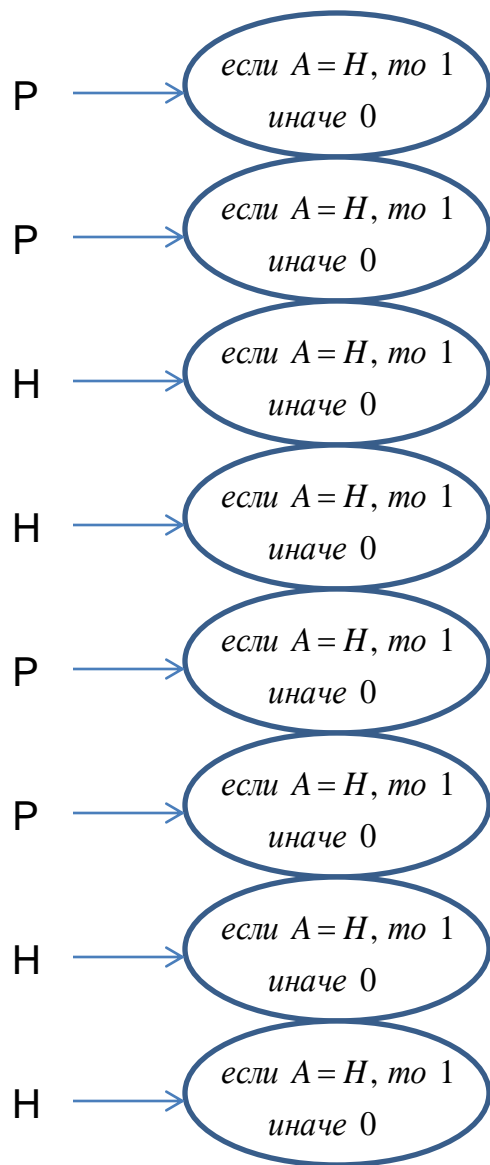 P
если A = H, то 1
иначе 0
P
если A = H, то 1
иначе 0
H
если A = H, то 1
иначе 0
H
если A = H, то 1
иначе 0
P
если A = H, то 1
иначе 0
P
если A = H, то 1
иначе 0
H
если A = H, то 1
иначе 0
H
если A = H, то 1
иначе 0